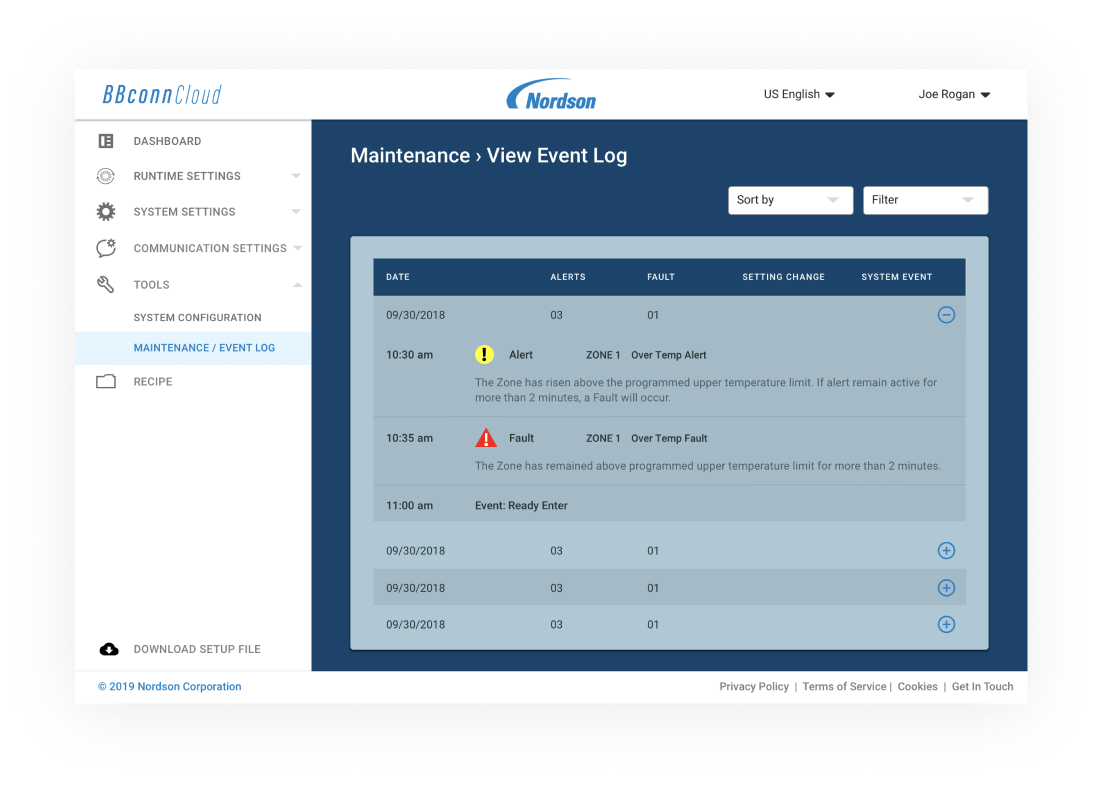 BBconnCloud
Nordson
US English
Joe Rogan
DASHBOARD
RUNTIME SETTINGS
SYSTEM SETTINGS
COMMUNICATION SETTINGS
TOOLS
SYSTEM CONFIGURATION
MAINTENANCE / EVENT LOG
RECIPE
DOWNLOAD SETUP FILE
Maintenance › View Event Log
Sort by
Filter
DATE ALERTS FAULT SETTING CHANGE SYSTEM EVENT
09/30/2018 03 01
10:30 am Alert ZONE 1 Over Temp Alert
The Zone has risen above the programmed upper temperature limit. If alert remain active for
more than 2 minutes, a Fault will occur.
10:35 am Fault ZONE 1 Over Temp Fault
The Zone has remained above programmed upper temperature limit for more than 2 minutes.
11:00 am Event: Ready Enter
09/30/2018 03 01
09/30/2018 03 01
09/30/2018 03 01
© 2019 Nordson Corporation
Privacy Policy | Terms of Service | Cookies | Get In Touch